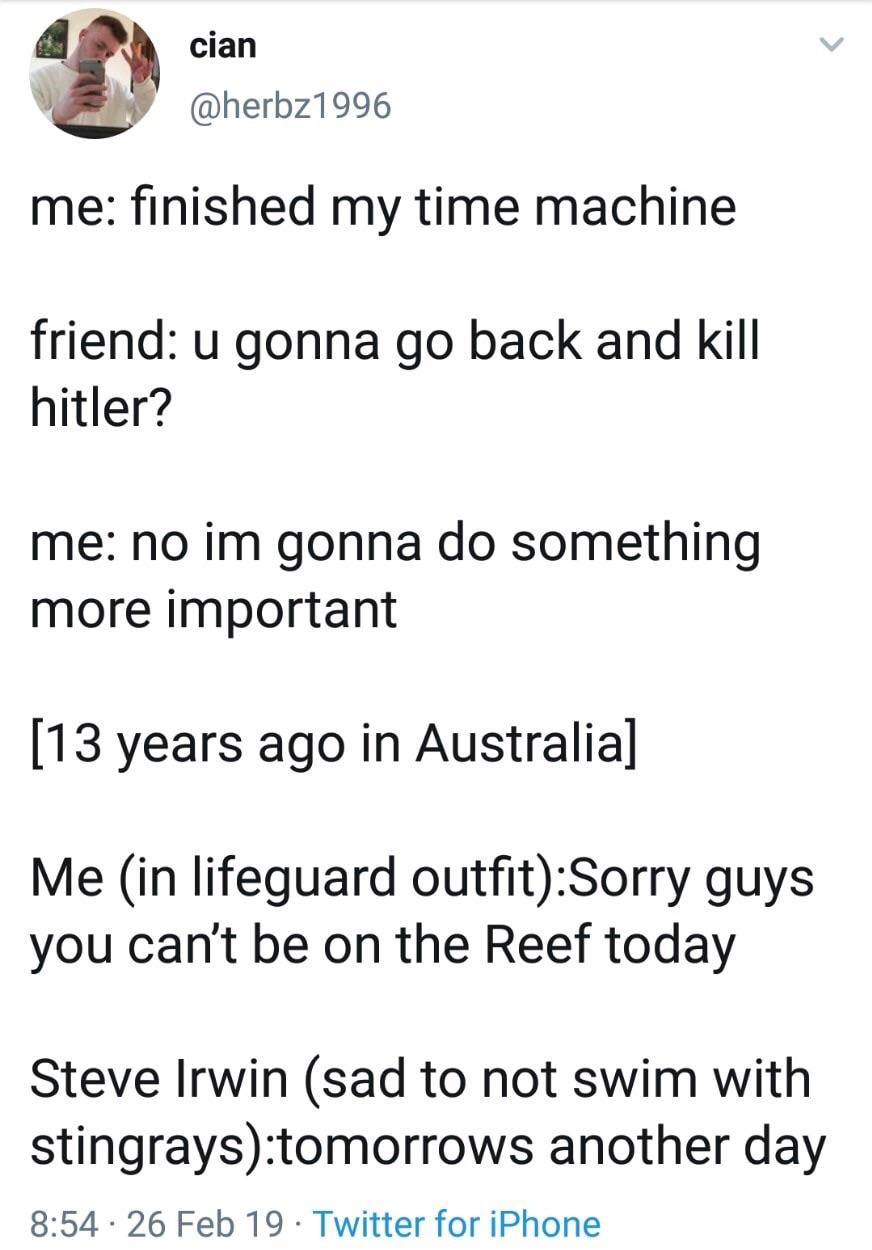 cian
@herbz1996
me: finished my time machine
friend: u gonna go back and kill
hitler?
me: no im gonna do something
more important
[13 years ago in Australia]
Me (in lifeguard outfit):Sorry guys
you can't be on the Reef today
Steve Irwin (sad to not swim with
stingrays):tomorrows another day
8:54 · 26 Feb 19 · Twitter for iPhone